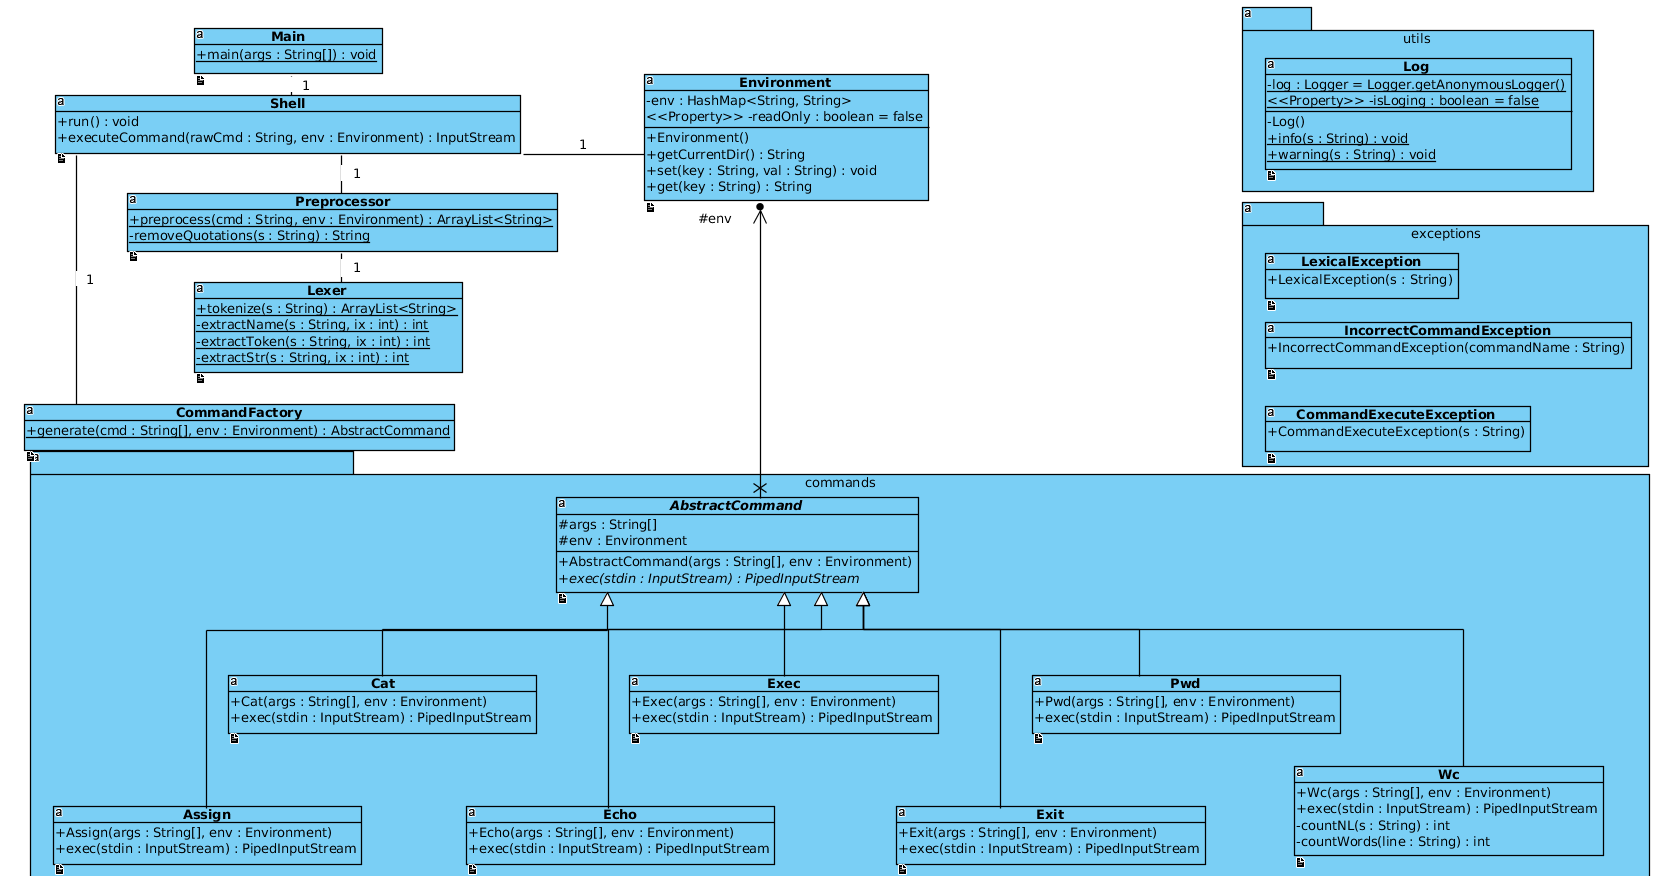 a
Main
+main(args : String[]) : void
1
a
Shell
+run() : void
+executeCommand(rawCmd : String, env : Environment) : InputStream
1
1
a
Environment
-env : HashMap<String, String>
<<Property>> -readOnly : boolean = false
+Environment()
+getCurrentDir() : String
+set(key : String, val : String) : void
+get(key : String) : String
#env
1
a
Preprocessor
+preprocess(cmd : String, env : Environment) : ArrayList<String>
-removeQuotations(s : String) : String
1
a
Lexer
+tokenize(s : String) : ArrayList<String>
-extractName(s : String, ix : int) : int
-extractToken(s : String, ix : int) : int
-extractStr(s : String, ix : int) : int
1
a
CommandFactory
+generate(cmd : String[], env : Environment) : AbstractCommand
a
utils
a
Log
-log : Logger = Logger.getAnonymousLogger()
<<Property>> -isLoging : boolean = false
-Log()
+info(s : String) : void
+warning(s : String) : void
a
exceptions
a
LexicalException
+LexicalException(s : String)
a
IncorrectCommandException
+IncorrectCommandException(commandName : String)
a
CommandExecuteException
+CommandExecuteException(s : String)
a
commands
a
AbstractCommand
#args : String[]
#env : Environment
+AbstractCommand(args : String[], env : Environment)
+exec(stdin : InputStream) : PipedInputStream
a
Cat
+Cat(args : String[], env : Environment)
+exec(stdin : InputStream) : PipedInputStream
a
Exec
+Exec(args : String[], env : Environment)
+exec(stdin : InputStream) : PipedInputStream
a
Pwd
+Pwd(args : String[], env : Environment)
+exec(stdin : InputStream) : PipedInputStream
a
Assign
+Assign(args : String[], env : Environment)
+exec(stdin : InputStream) : PipedInputStream
a
Echo
+Echo(args : String[], env : Environment)
+exec(stdin : InputStream) : PipedInputStream
a
Exit
+Exit(args : String[], env : Environment)
+exec(stdin : InputStream) : PipedInputStream
a
Wc
+Wc(args : String[], env : Environment)
+exec(stdin : InputStream) : PipedInputStream
-countNL(s : String) : int
-countWords(line : String) : int